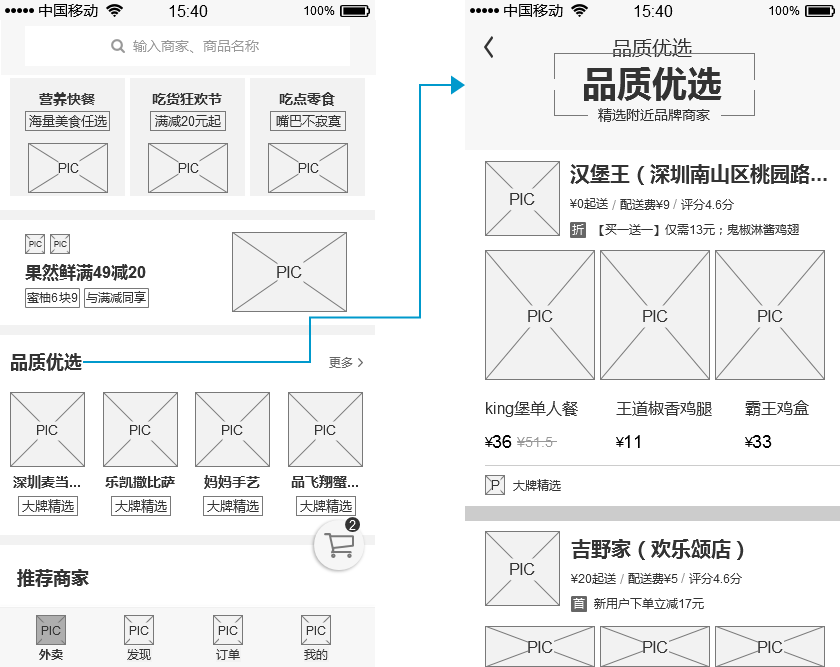 中国移动 15:40 100%
输入商家、商品名称
营养快餐 吃货狂欢节 吃点零食
海量美食任选 满减20元起 嘴巴不寂寞
PIC PIC PIC
PIC PIC
果然鲜满49减20
蜜柚6块9 与满减同享
PIC
品质优选 更多
PIC PIC PIC PIC
深圳麦当... 乐凯撒比萨 妈妈手艺 品飞翔蟹...
大牌精选 大牌精选 大牌精选 大牌精选
2
推荐商家
PIC PIC PIC PIC
外卖 发现 订单 我的
中国移动 15:40 100%
品质优选
品质优选
精选附近品牌商家
PIC
汉堡王（深圳南山区桃园路...
¥0起送 / 配送费¥9 / 评分4.6分
折 【买一送一】仅需13元；鬼椒淋酱鸡翅
PIC PIC PIC
king堡单人餐 王道椒香鸡腿 霸王鸡盒
¥36 ¥51.5 ¥11 ¥33
P 大牌精选
PIC
吉野家（欢乐颂店）
¥20起送 / 配送费¥5 / 评分4.6分
首 新用户下单立减17元
PIC PIC PIC